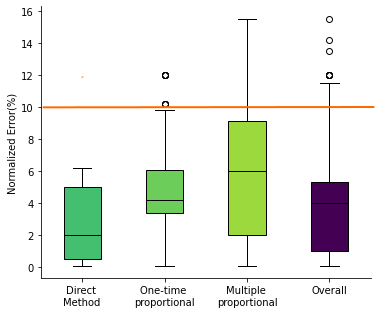 16
14
12
10
8
6
4
2
0
Normalized Error(%)
Direct
Method
One-time
proportional
Multiple
proportional
Overall